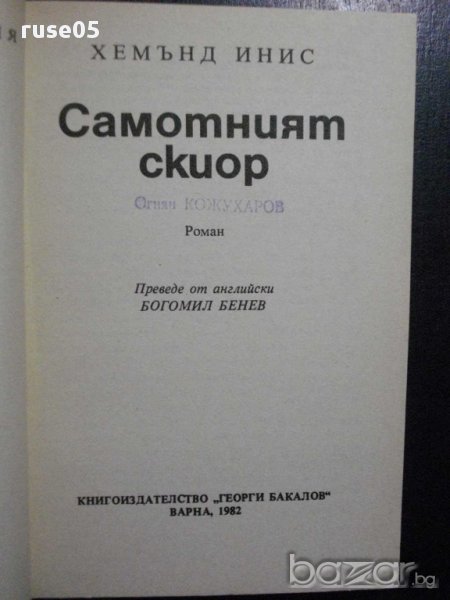 ruse05
ХЕМЪНД ИНИС
Самотният
скиор
Огнян КОЖУХАРОВ
Роман
Преведе от английски
БОГОМИЛ БЕНЕВ
КНИГОИЗДАТЕЛСТВО „ГЕОРГИ БАКАЛОВ“
ВАРНА, 1982
bazar.bg